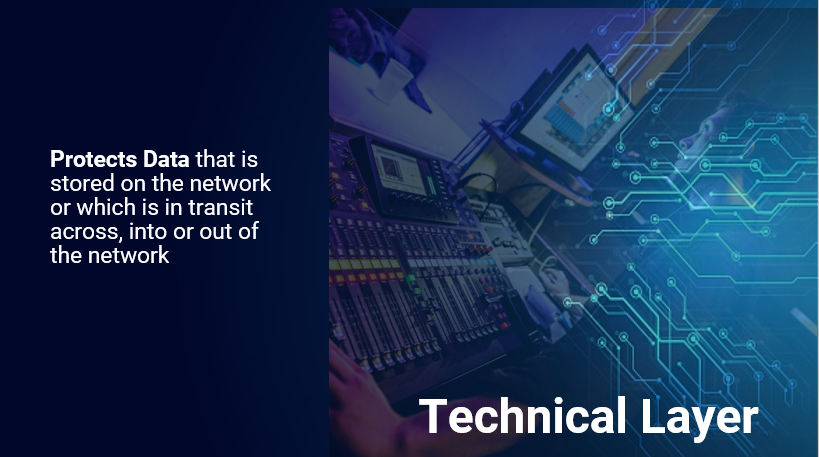 Protects Data that is
stored on the network
or which is in transit
across, into or out of
the network
Technical Layer